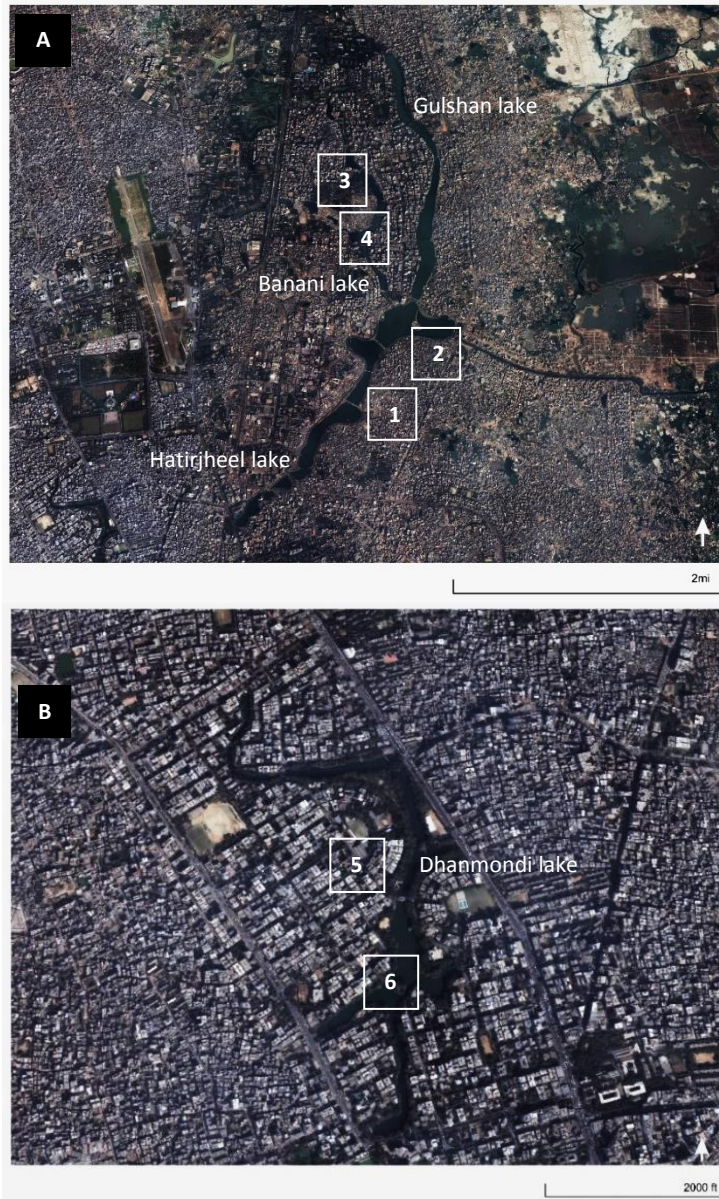 A
Gulshan lake
3
4
Banani lake
2
1
Hatirjheel lake
2mi
B
5
Dhanmondi lake
6
2000 ft